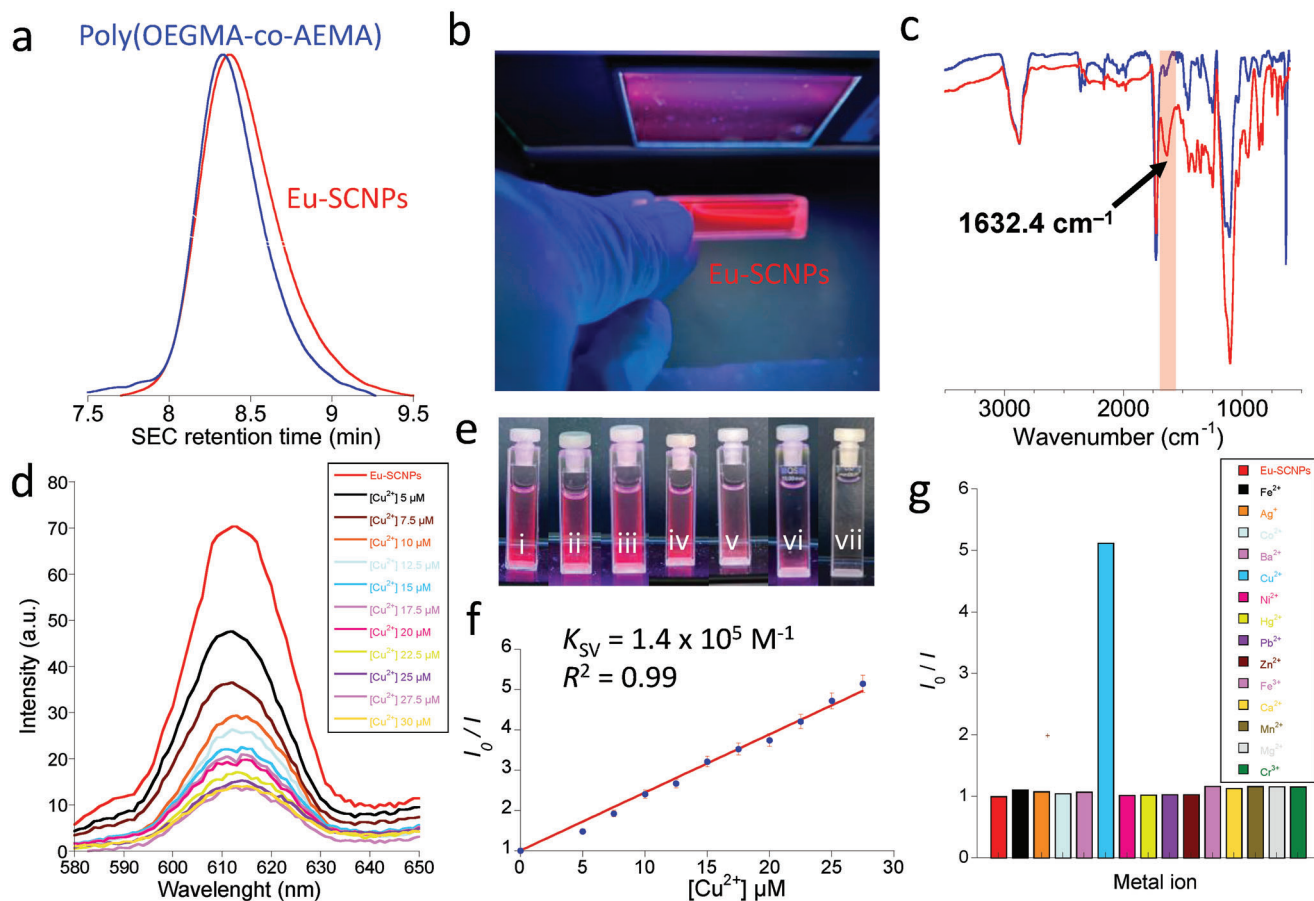 a
Poly(OEGMA-co-AEMA)
Eu-SCNPs
7.5 8 8.5 9 9.5
SEC retention time (min)
b
Eu-SCNPs
c
1632.4 cm⁻¹
3000 2000 1000
Wavenumber (cm⁻¹)
d
80
70
60
50
40
30
20
10
0
Intensity (a.u.)
580 590 600 610 620 630 640 650
Wavelenght (nm)
Eu-SCNPs
[Cu²⁺] 5 µM
[Cu²⁺] 7.5 µM
[Cu²⁺] 10 µM
[Cu²⁺] 12.5 µM
[Cu²⁺] 15 µM
[Cu²⁺] 17.5 µM
[Cu²⁺] 20 µM
[Cu²⁺] 22.5 µM
[Cu²⁺] 25 µM
[Cu²⁺] 27.5 µM
[Cu²⁺] 30 µM
e
i ii iii iv v vi vii
f
K_SV = 1.4 x 10⁵ M⁻¹
R² = 0.99
6
5
4
3
2
1
I₀ / I
0 5 10 15 20 25 30
[Cu²⁺] µM
g
6
5
4
3
2
1
0
I₀ / I
Metal ion
Eu-SCNPs
Fe²⁺
Ag⁺
Co²⁺
Ba²⁺
Cu²⁺
Ni²⁺
Hg²⁺
Pb²⁺
Zn²⁺
Fe³⁺
Ca²⁺
Mn²⁺
Mg²⁺
Cr³⁺